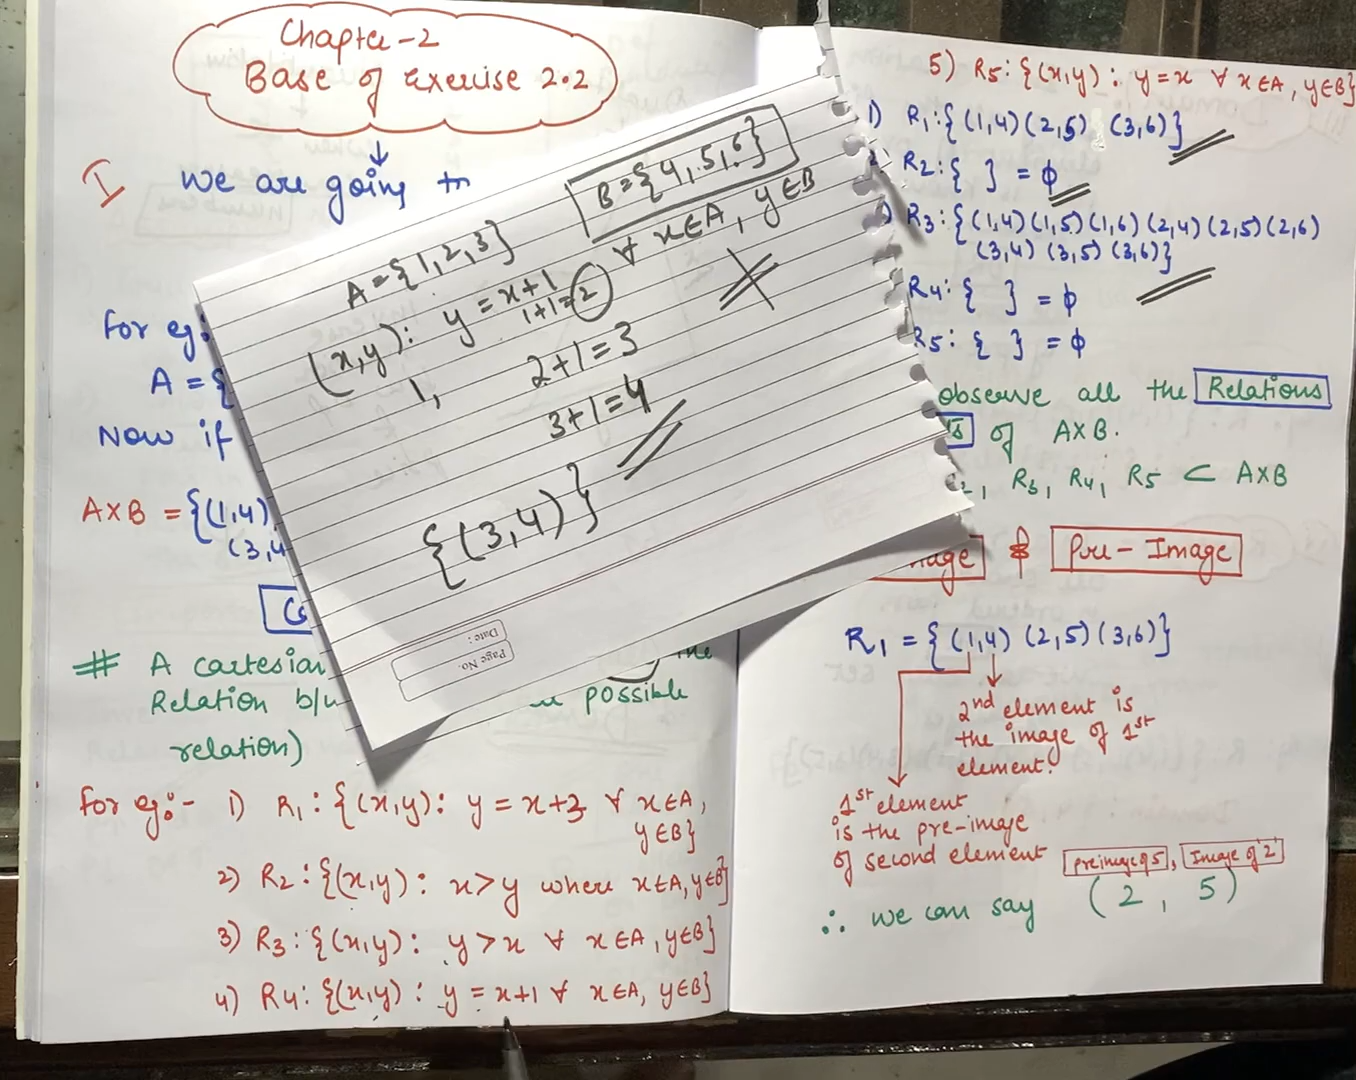 Chapter-2
Base of Exercise 2.2
I we are going to
For eg:
A = {
Now if
AXB = {(1,4)
(3,4
# A cartesian
Relation b/w possible
relation)
for eg:- 1) R1 : {(x,y): y = x+3 ∀ x∈A,
y∈B}
2) R2 : {(x,y): x>y where x∈A, y∈B}
3) R3 : {(x,y): y>x ∀ x∈A, y∈B}
4) R4 : {(x,y): y = x+1 ∀ x∈A, y∈B}
B={4,5,6}
A={1,2,3}
∀ x∈A, y∈B
(x,y): y = x+1
1+1=2
1,
2+1=3
3+1=4
{(3,4)}
Date :
Page No.
5) R5 : {(x,y): y=x ∀ x∈A, y∈B}
1) R1:{(1,4)(2,5) (3,6)}
R2:{ } = ϕ
R3:{(1,4)(1,5)(1,6)(2,4)(2,5)(2,6)
(3,4) (3,5) (3,6)}
R4: { } = ϕ
R5: { } = ϕ
observe all the Relations
of AXB.
R3, R4, R5 ⊂ AXB
& Pre-Image
R1 = {(1,4) (2,5) (3,6)}
2nd element is
the image of 1st
element.
1st element
is the pre-image
of second element
preimage of 5, Image of '2'
∴ we can say (2, 5)